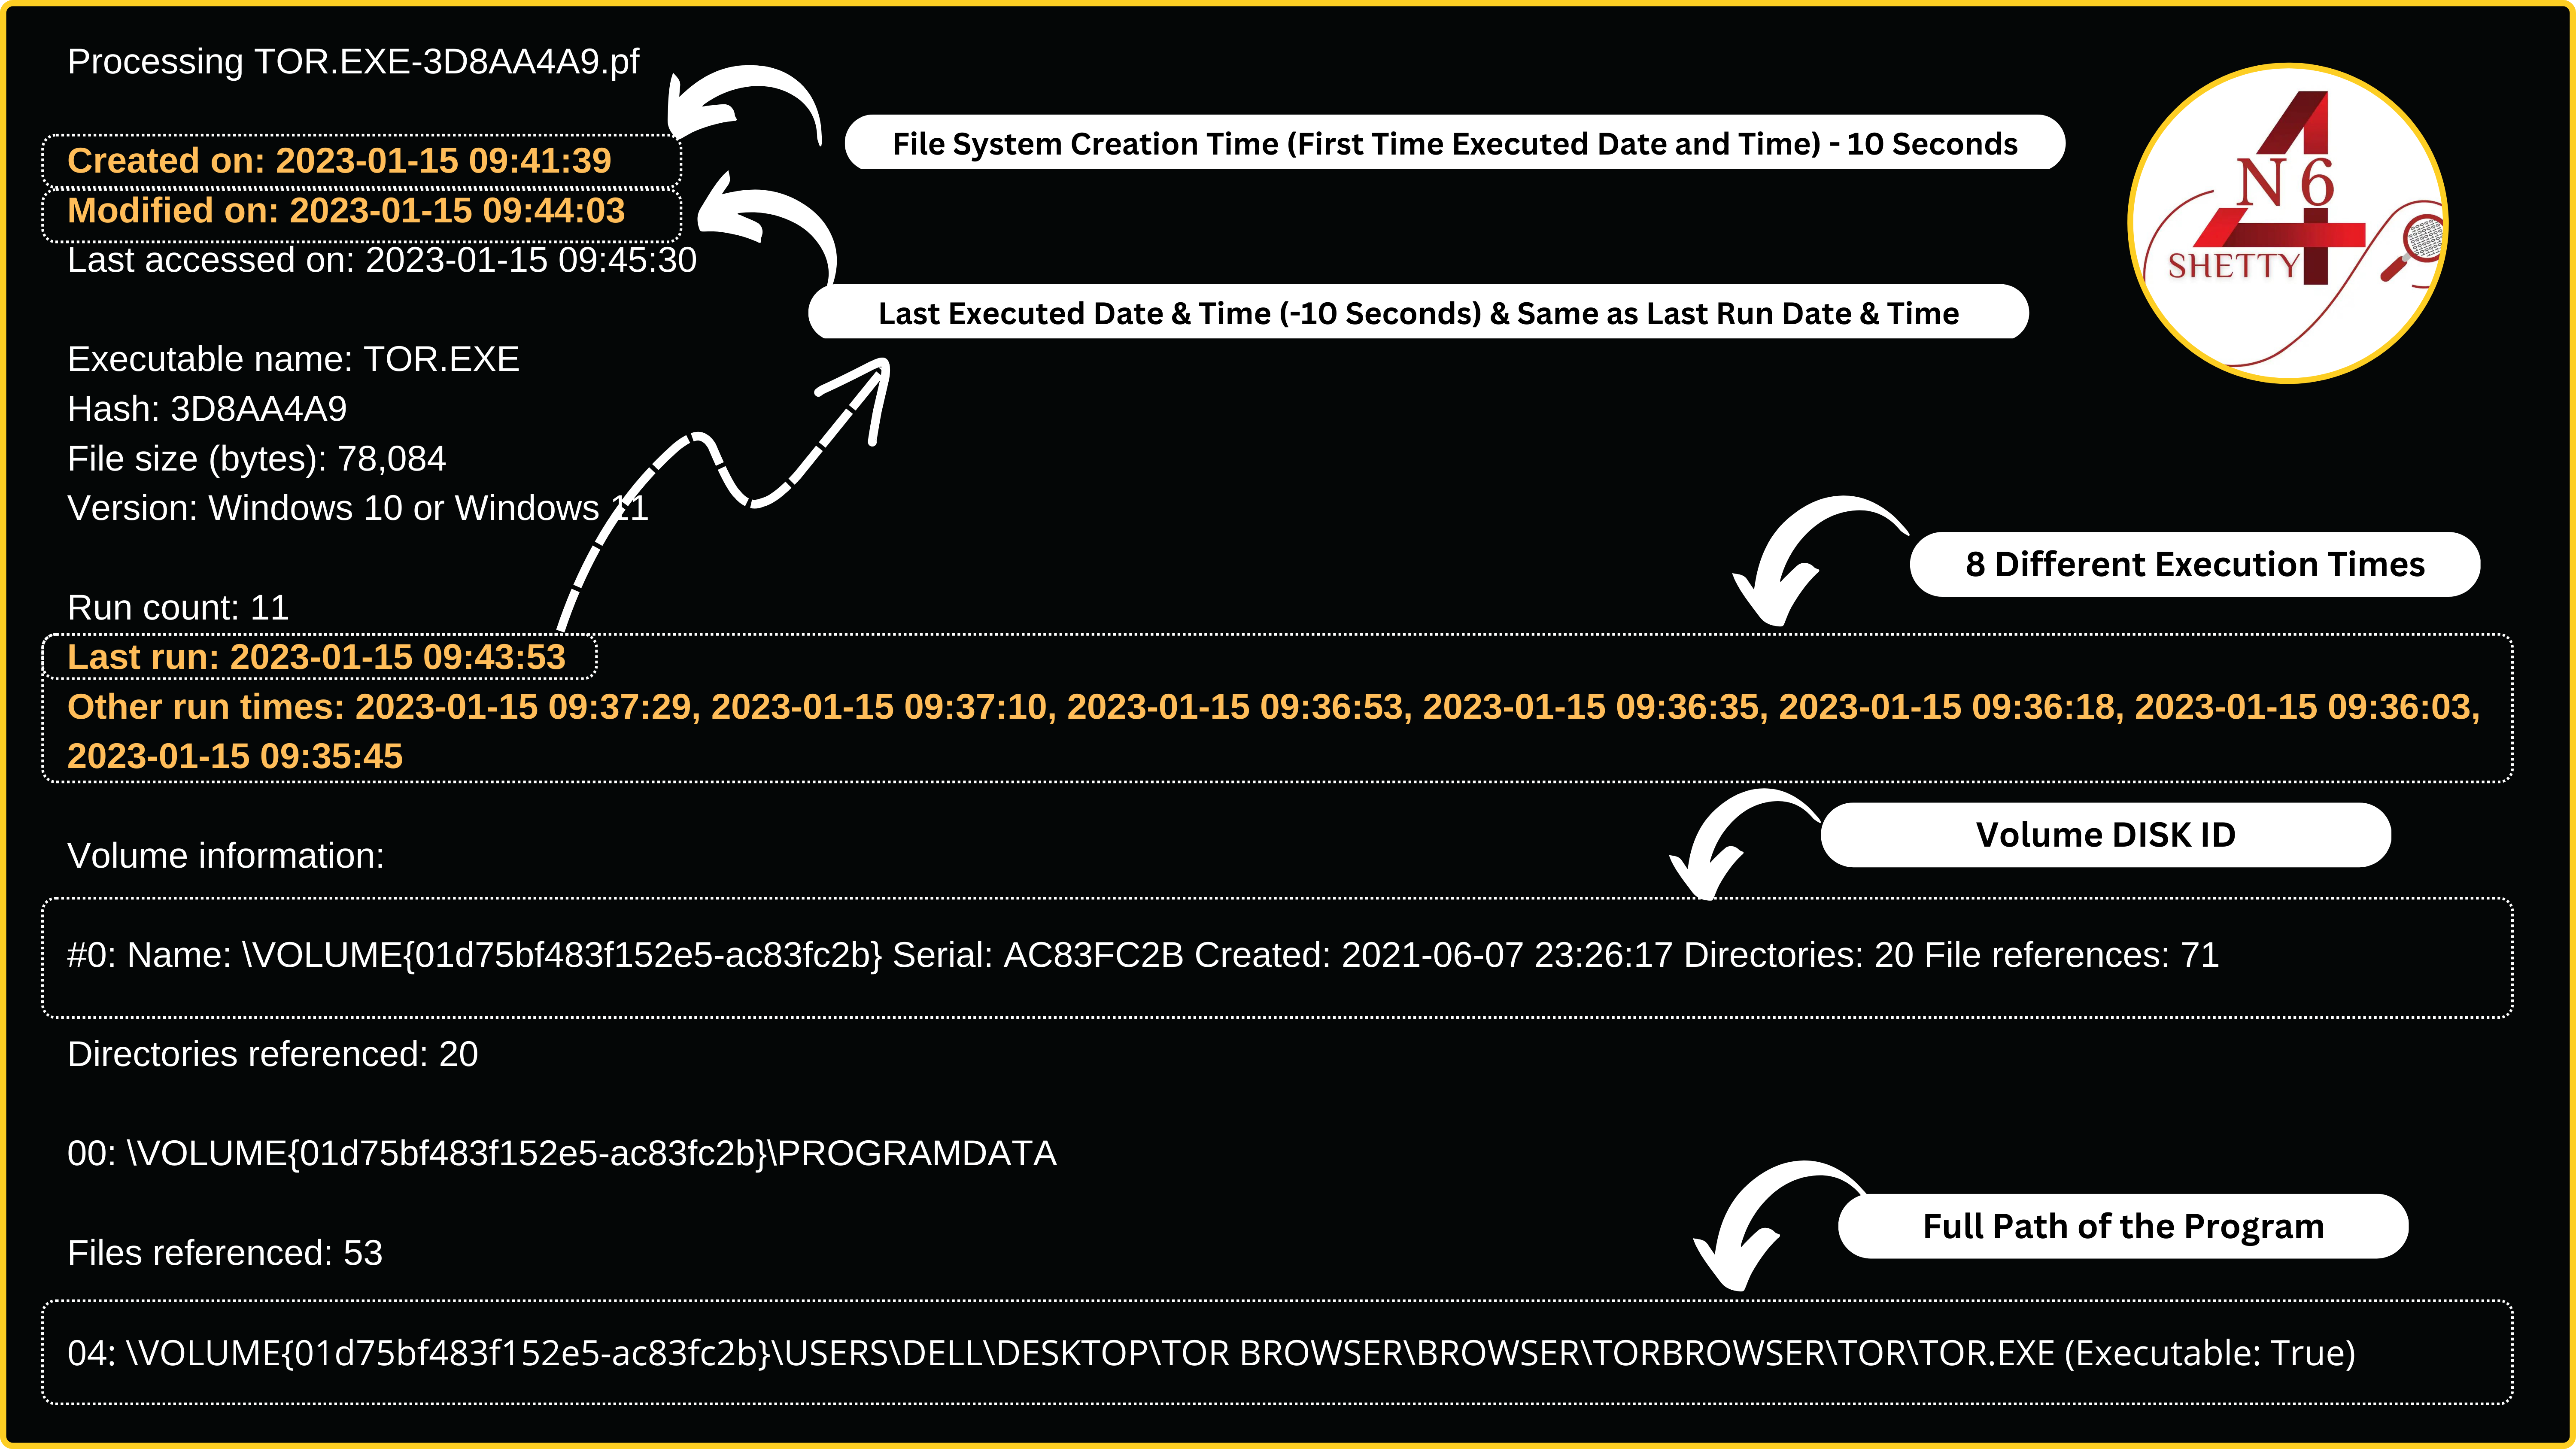 Processing TOR.EXE-3D8AA4A9.pf
Created on: 2023-01-15 09:41:39
File System Creation Time (First Time Executed Date and Time) - 10 Seconds
Modified on: 2023-01-15 09:44:03
Last accessed on: 2023-01-15 09:45:30
Last Executed Date & Time (-10 Seconds) & Same as Last Run Date & Time
4
N6
SHETTY
Executable name: TOR.EXE
Hash: 3D8AA4A9
File size (bytes): 78,084
Version: Windows 10 or Windows 11
8 Different Execution Times
Run count: 11
Last run: 2023-01-15 09:43:53
Other run times: 2023-01-15 09:37:29, 2023-01-15 09:37:10, 2023-01-15 09:36:53, 2023-01-15 09:36:35, 2023-01-15 09:36:18, 2023-01-15 09:36:03,
2023-01-15 09:35:45
Volume DISK ID
Volume information:
#0: Name: \VOLUME{01d75bf483f152e5-ac83fc2b} Serial: AC83FC2B Created: 2021-06-07 23:26:17 Directories: 20 File references: 71
Directories referenced: 20
00: \VOLUME{01d75bf483f152e5-ac83fc2b}\PROGRAMDATA
Full Path of the Program
Files referenced: 53
04: \VOLUME{01d75bf483f152e5-ac83fc2b}\USERS\DELL\DESKTOP\TOR BROWSER\BROWSER\TORBROWSER\TOR\TOR.EXE (Executable: True)